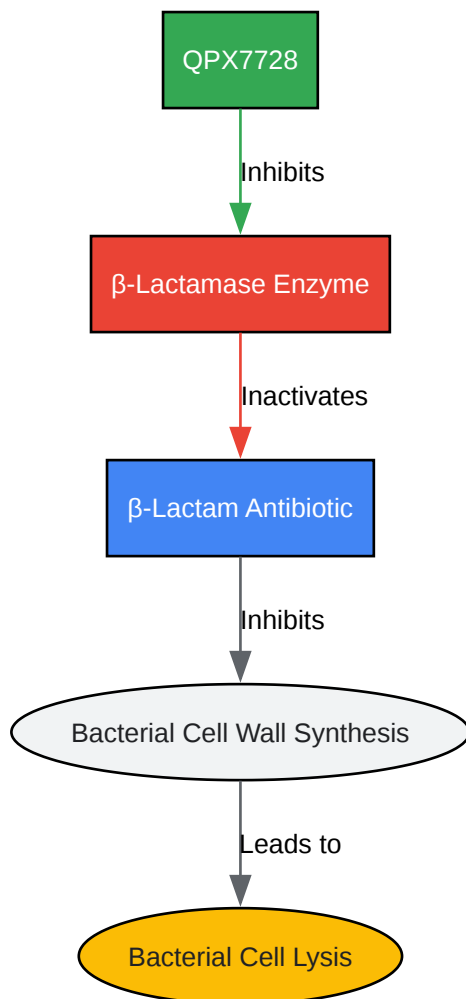 QPX7728
Inhibits
β-Lactamase Enzyme
Inactivates
β-Lactam Antibiotic
Inhibits
Bacterial Cell Wall Synthesis
Leads to
Bacterial Cell Lysis